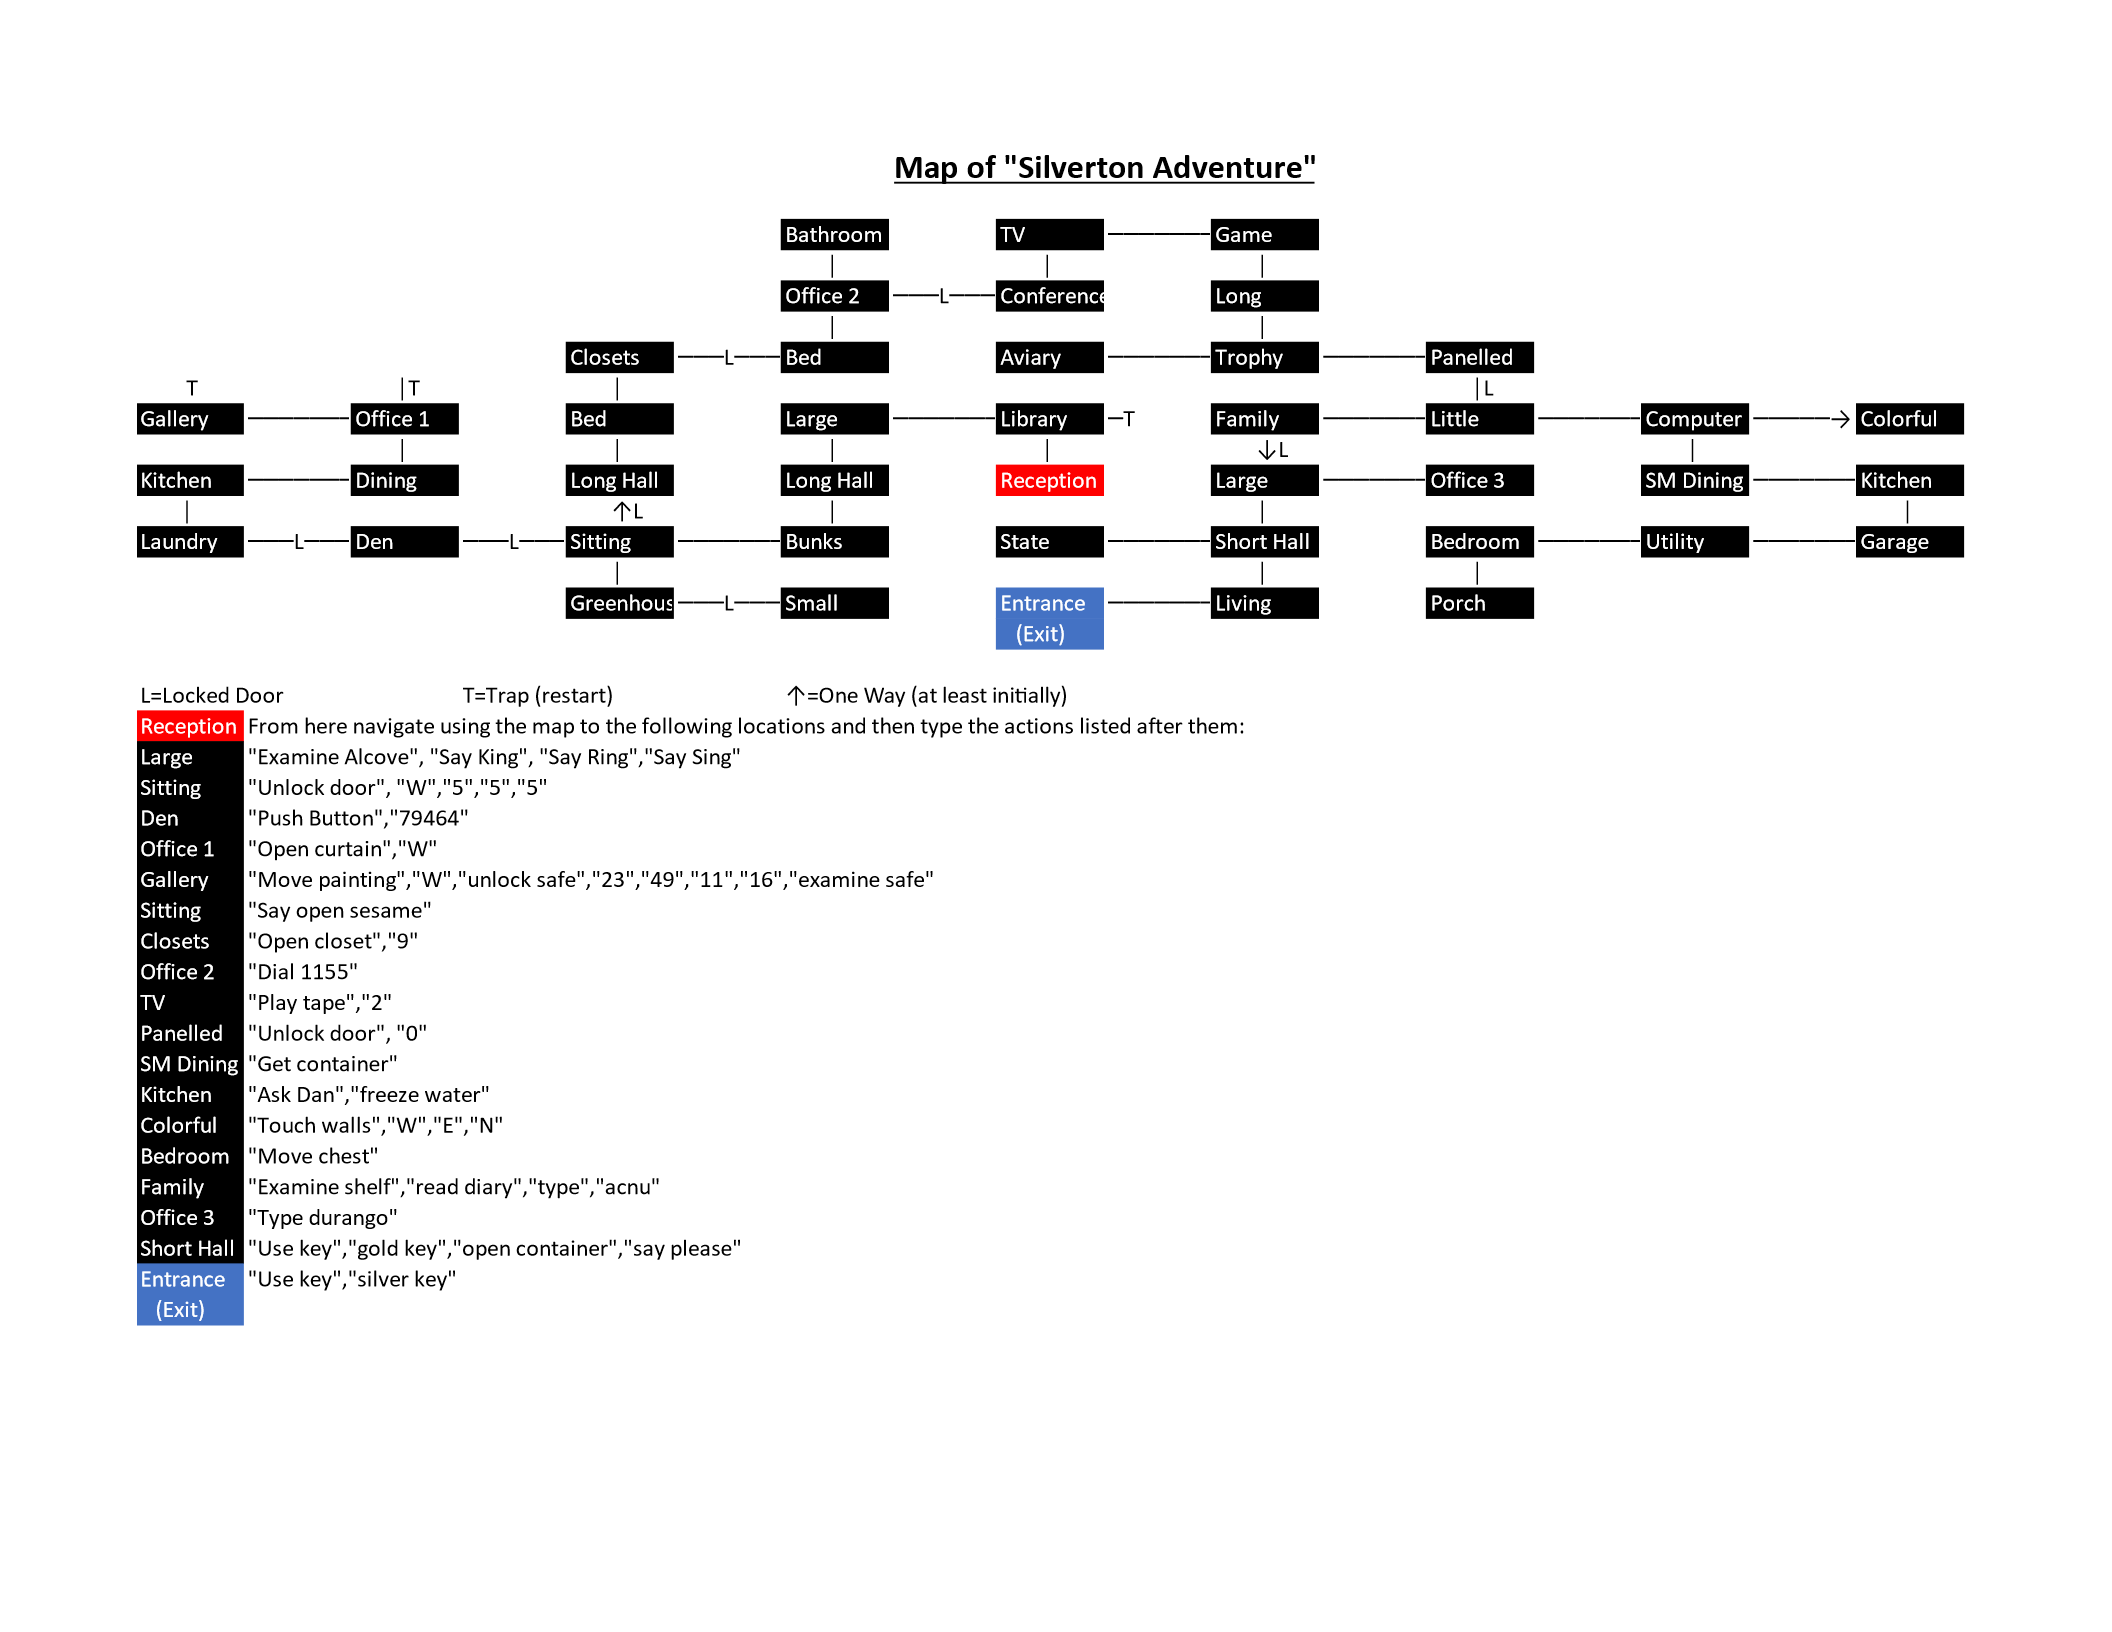 Map of "Silverton Adventure"
Bathroom TV Game
Office 2 L Conference Long
Closets L Bed Aviary Trophy Panelled
T T L
Gallery Office 1 Bed Large Library T Family Little Computer → Colorful
↓L
Kitchen Dining Long Hall Long Hall Reception Large Office 3 SM Dining Kitchen
↑L
Laundry L Den L Sitting Bunks State Short Hall Bedroom Utility Garage
Greenhous L Small Entrance Living Porch
(Exit)
L=Locked Door T=Trap (restart) ↑=One Way (at least initially)
Reception From here navigate using the map to the following locations and then type the actions listed after them:
Large "Examine Alcove", "Say King", "Say Ring","Say Sing"
Sitting "Unlock door", "W","5","5","5"
Den "Push Button","79464"
Office 1 "Open curtain","W"
Gallery "Move painting","W","unlock safe","23","49","11","16","examine safe"
Sitting "Say open sesame"
Closets "Open closet","9"
Office 2 "Dial 1155"
TV "Play tape","2"
Panelled "Unlock door", "0"
SM Dining "Get container"
Kitchen "Ask Dan","freeze water"
Colorful "Touch walls","W","E","N"
Bedroom "Move chest"
Family "Examine shelf","read diary","type","acnu"
Office 3 "Type durango"
Short Hall "Use key","gold key","open container","say please"
Entrance "Use key","silver key"
(Exit)